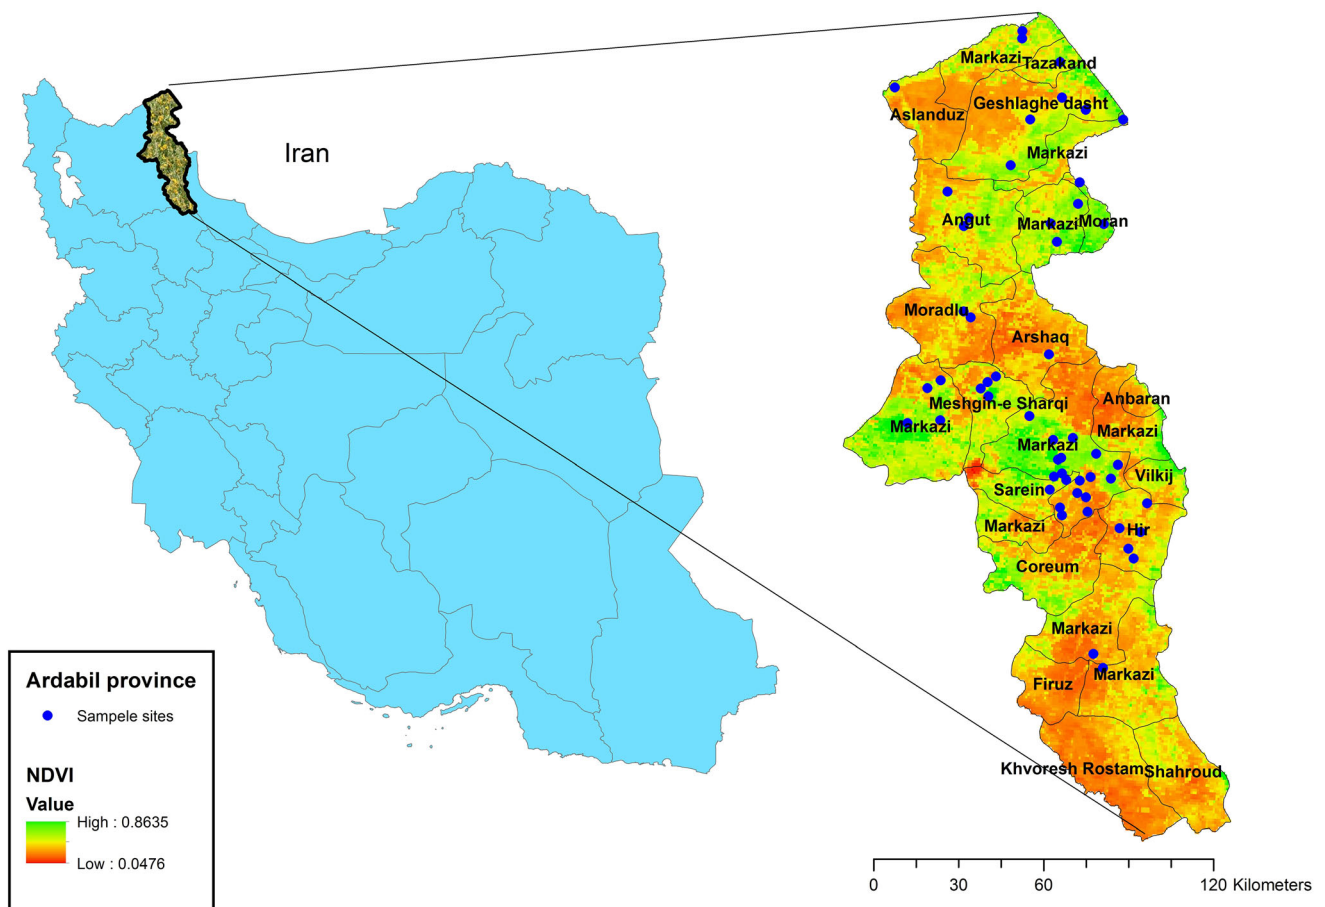 Iran
Markazi
Tazakand
Geshlaghe dasht
Aslanduz
Markazi
Angut
Markazi
Moran
Moradlu
Arshaq
Meshgin-e Sharqi
Anbaran
Markazi
Markazi
Markazi
Vilkij
Sarein
Markazi
Hir
Coreum
Markazi
Markazi
Firuz
Khvoresh Rostam
Shahroud
Ardabil province
Sampele sites
NDVI
Value
High : 0.8635
Low : 0.0476
0 30 60 120 Kilometers